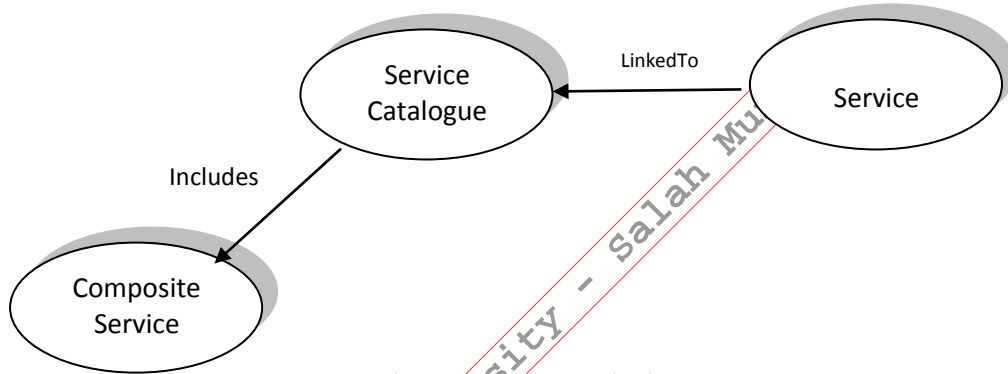 Service
Catalogue
LinkedTo
Service
Includes
Composite
Service
sity - Salah Mu